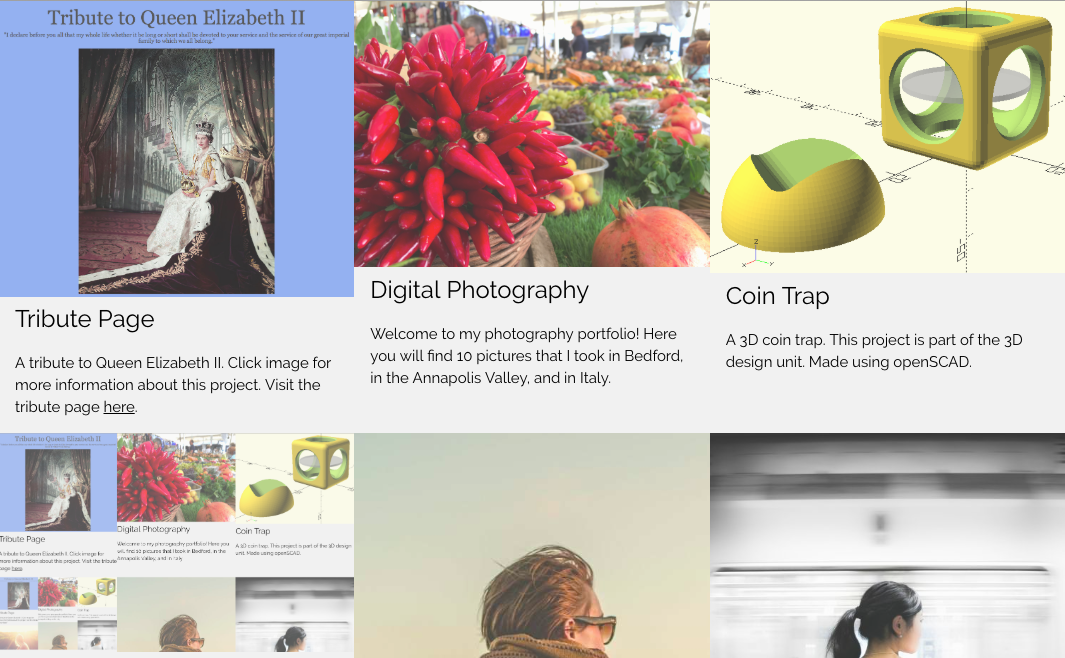 Tribute to Queen Elizabeth II
"I declare before you all that my whole life whether it be long or short shall be devoted to your service and the service of our great imperial
family to which we all belong."
Tribute Page
A tribute to Queen Elizabeth II. Click image for
more information about this project. Visit the
tribute page here.
Digital Photography
Welcome to my photography portfolio! Here
you will find 10 pictures that I took in Bedford,
in the Annapolis Valley, and in Italy.
Coin Trap
A 3D coin trap. This project is part of the 3D
design unit. Made using openSCAD.
Z
X
Y
Tribute to Queen Elizabeth II
Tribute Page
A tribute to Queen Elizabeth II. Click image for
more information about this project. Visit the tribute
page here.
Digital Photography
Welcome to my photography portfolio! Here you
will find 10 pictures that I took in Bedford, in the
Annapolis Valley, and in Italy.
Coin Trap
A 3D coin trap. This project is part of the 3D design
unit. Made using openSCAD.